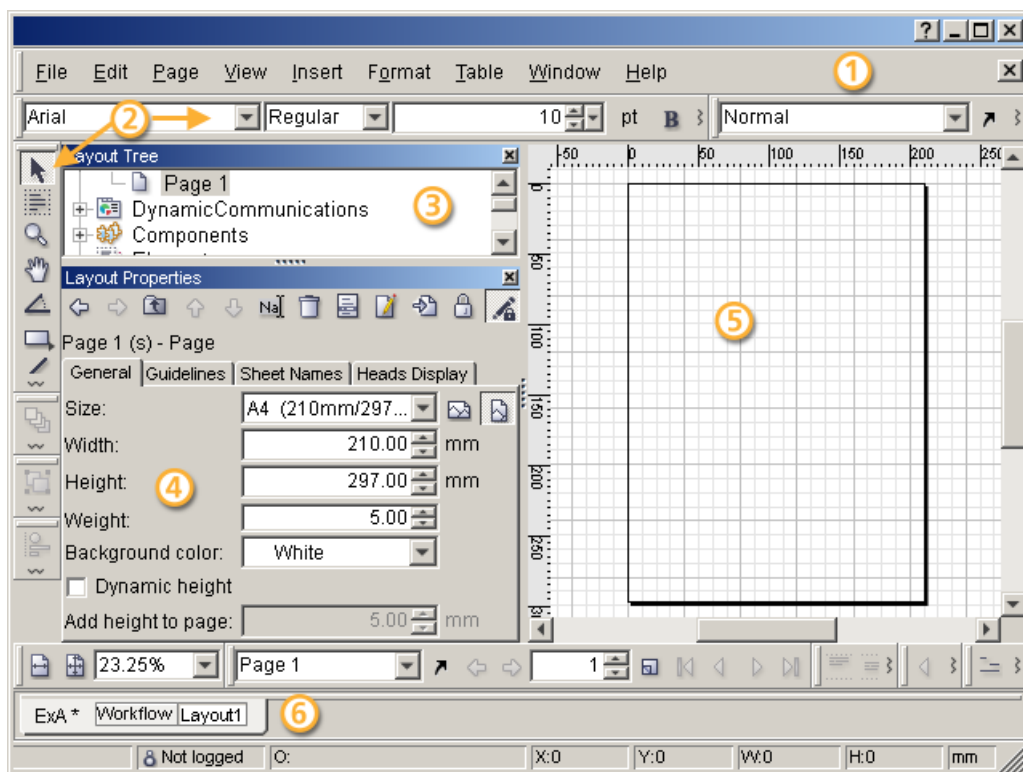 ?
File Edit Page View Insert Format Table Window Help 1
Arial 2 Regular 10 pt B Normal
Layout Tree
Page 1
DynamicCommunications 3
Components
Layout Properties
Na
Page 1 (s) - Page
General Guidelines Sheet Names Heads Display
Size: A4 (210mm/297...
Width: 210.00 mm
Height: 297.00 mm
4
Weight: 5.00
Background color: White
Dynamic height
Add height to page: 5.00 mm
-50 0 50 100 150 200 250
0
50
100
150
200
250
5
23.25% Page 1 1
ExA * Workflow Layout1 6
Not logged O: X:0 Y:0 W:0 H:0 mm